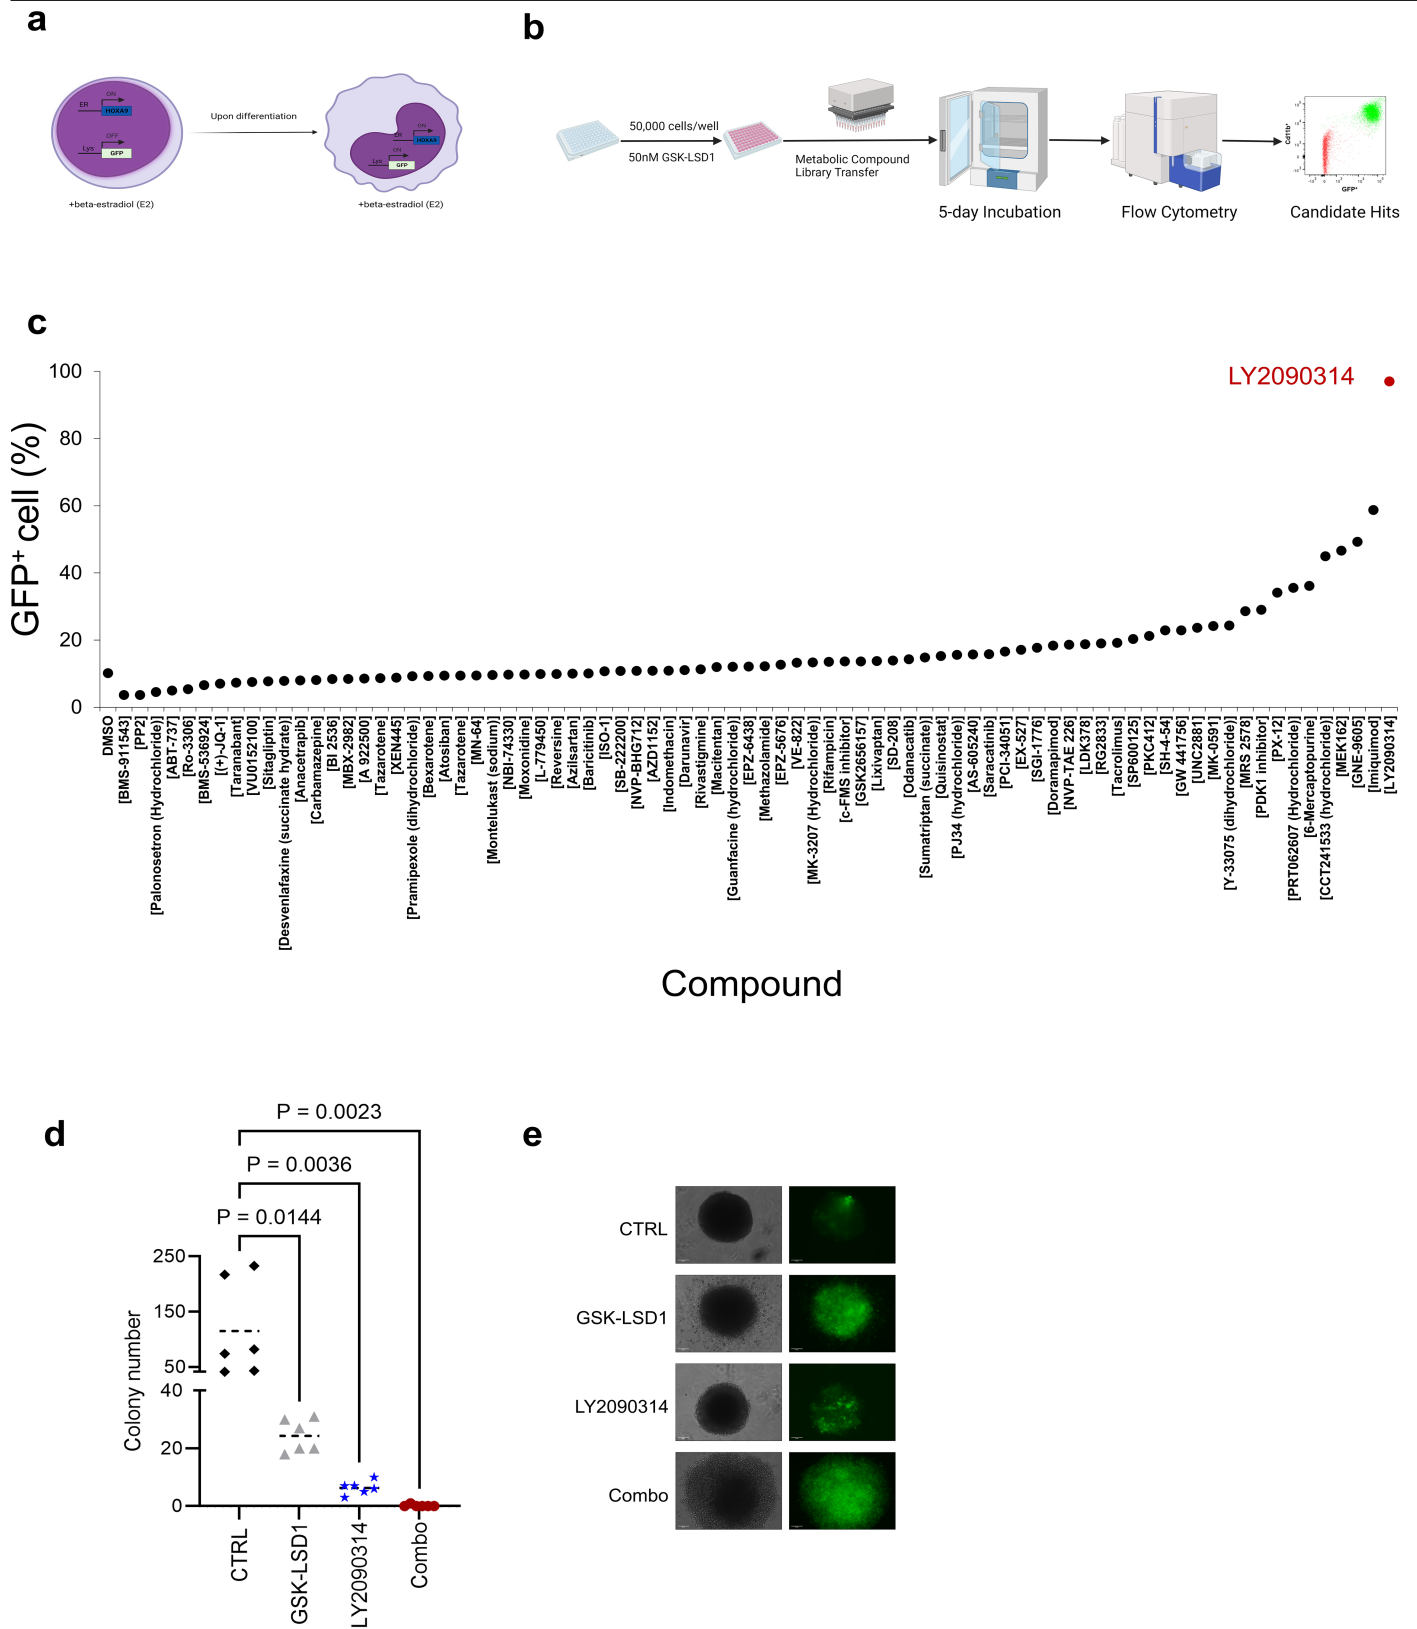 a
b
ER
ON
HOXA9
OFF
Lys
GFP
+beta-estradiol (E2)
Upon differentiation
ER
ON
HOXA9
ON
Lys
GFP
+beta-estradiol (E2)
50,000 cells/well
50nM GSK-LSD1
Metabolic Compound
Library Transfer
5-day Incubation
Flow Cytometry
Cd11b⁺
GFP⁺
Candidate Hits
c
GFP⁺ cell (%)
100
80
60
40
20
0
LY2090314
DMSO
[BMS-911543]
[PP2]
[Palonosetron (Hydrochloride)]
[ABT-737]
[Ro-3306]
[BMS-536924]
[(+)-JQ-1]
[Taranabant]
[VU0152100]
[Sitagliptin]
[Desvenlafaxine (succinate hydrate)]
[Anacetrapib]
[Carbamazepine]
[BI 2536]
[MBX-2982]
[A 922500]
[Tazarotene]
[XEN445]
[Pramipexole (dihydrochloride)]
[Bexarotene]
[Atosiban]
[Tazarotene]
[MN-64]
[Montelukast (sodium)]
[NBI-74330]
[Moxonidine]
[L-779450]
[Reversine]
[Azilsartan]
[Baricitinib]
[ISO-1]
[SB-222200]
[NVP-BHG712]
[AZD1152]
[Indomethacin]
[Darunavir]
[Rivastigmine]
[Macitentan]
[Guanfacine (hydrochloride)]
[EPZ-6438]
[Methazolamide]
[EPZ-5676]
[VE-822]
[MK-3207 (Hydrochloride)]
[Rifampicin]
[c-FMS inhibitor]
[GSK2656157]
[Lixivaptan]
[SD-208]
[Odanacatib]
[Sumatriptan (succinate)]
[Quisinostat]
[PJ34 (hydrochloride)]
[AS-605240]
[Saracatinib]
[PCI-34051]
[EX-527]
[SGI-1776]
[Doramapimod]
[NVP-TAE 226]
[LDK378]
[RG2833]
[Tacrolimus]
[SP600125]
[PKC412]
[SH-4-54]
[GW 441756]
[UNC2881]
[MK-0591]
[Y-33075 (dihydrochloride)]
[MRS 2578]
[PDK1 inhibitor]
[PX-12]
[PRT062607 (Hydrochloride)]
[6-Mercaptopurine]
[CCT241533 (hydrochloride)]
[MEK162]
[GNE-9605]
[Imiquimod]
[LY2090314]
Compound
d
P = 0.0023
P = 0.0036
P = 0.0144
Colony number
250
150
50
40
20
0
CTRL
GSK-LSD1
LY2090314
Combo
e
CTRL
GSK-LSD1
LY2090314
Combo